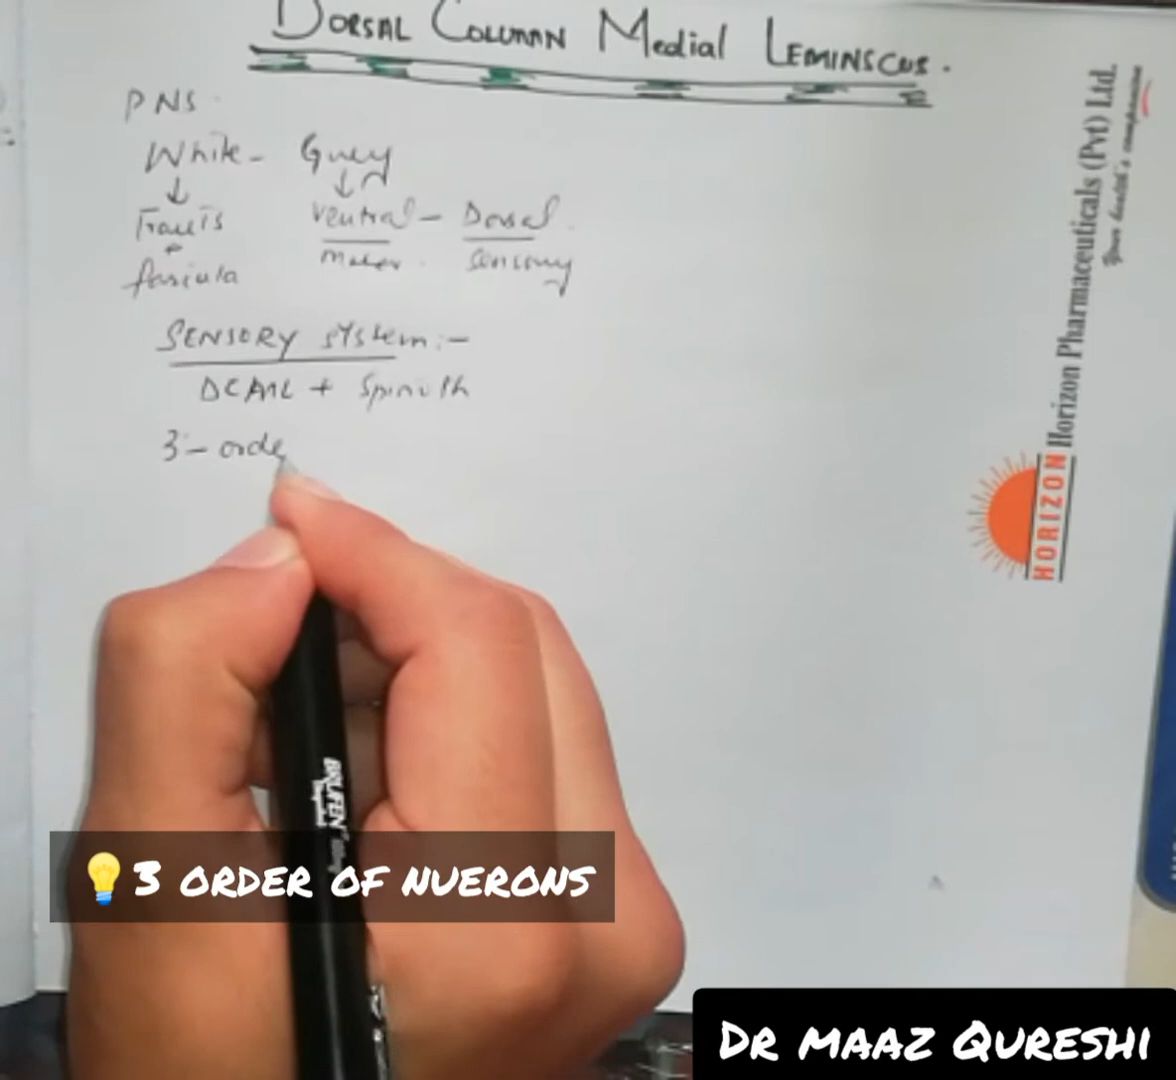 DORSAL COLUMN Medial LEMINSCUS.
PNS
White - Grey
Tracts
ventral - Dorsal
motor. sensory
fasicula
SENSORY system:-
DCML + Spinoth
3 - orde
HORIZON Horizon Pharmaceuticals (Pvt) Ltd.
BRUFEN
💡3 ORDER OF NUERONS
DR MAAZ QURESHI